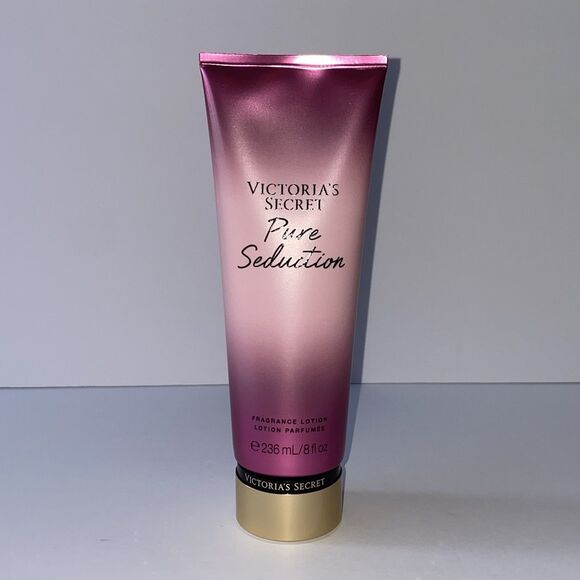 VICTORIA'S
SECRET
Pure
Seduction
FRAGRANCE LOTION
LOTION PARFUMÉE
℮ 236 mL/8 fl oz
VICTORIA'S SECRET